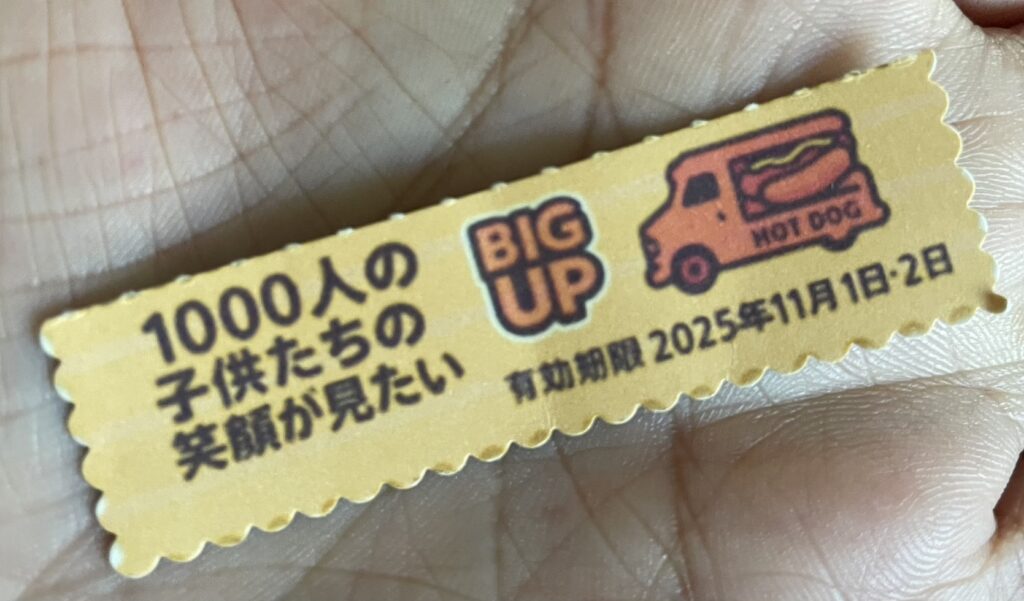 1000人の
子供たちの
笑顔が見たい
BIG
UP
HOT DOG
有効期限 2025年11月1日・2日